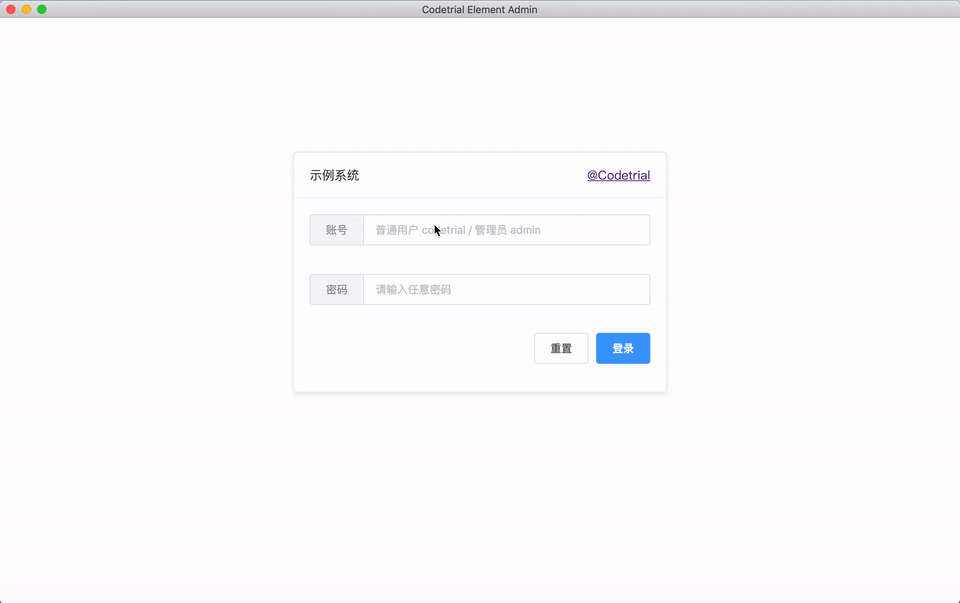 Codetrial Element Admin
示例系统 @Codetrial
账号 普通用户 codetrial / 管理员 admin
密码 请输入任意密码
重置 登录